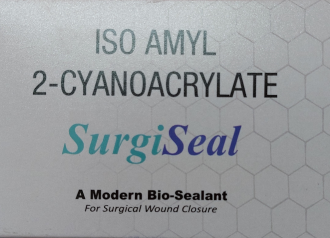 ISO AMYL
2-CYANOACRYLATE
SurgiSeal
A Modern Bio-Sealant
For Surgical Wound Closure